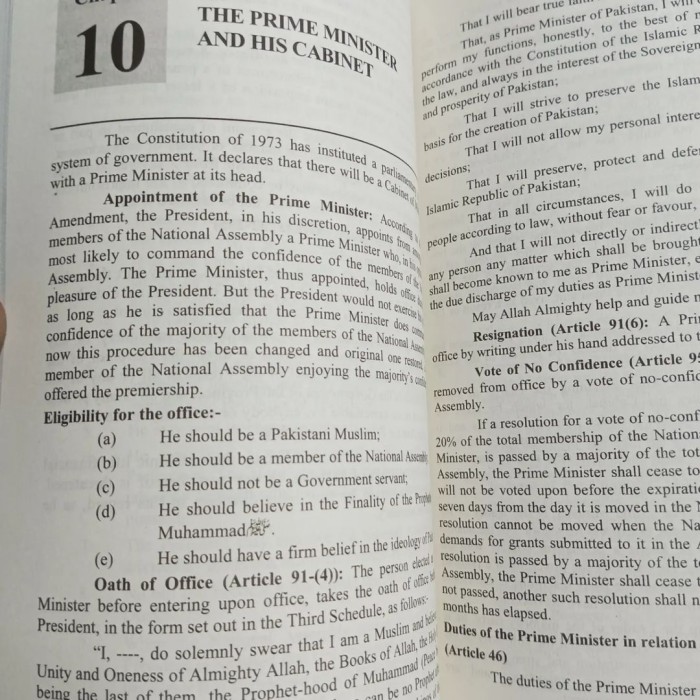 10
THE PRIME MINISTER
AND HIS CABINET
The Constitution of 1973 has instituted a
system of government. It declares that there will be a Cabinet
with a Prime Minister at its head.
Appointment of the Prime Minister:
Amendment, the President, in his discretion, appoints from
members of the National Assembly a Prime Minister who,
most likely to command the confidence of the members of
Assembly. The Prime Minister, thus appointed, holds office
pleasure of the President. But the President would not exercise
as long as he is satisfied that the Prime Minister does
confidence of the majority of the members of the National
now this procedure has been changed and original one
member of the National Assembly enjoying the majority's
offered the premiership.
Eligibility for the office:-
(a) He should be a Pakistani Muslim;
(b) He should be a member of the National
(c) He should not be a Government servant;
(d) He should believe in the Finality of the
Muhammadﷺ.
(e) He should have a firm belief in the ideology of
Oath of Office (Article 91-(4)): The person elected
Minister before entering upon office, takes the oath of office
President, in the form set out in the Third Schedule, as follows:-
"I, ----, do solemnly swear that I am a Muslim and
Unity and Oneness of Almighty Allah, the Books of Allah, the
being the last of them, the Prophet-hood of Muhammad
can be no
That I will bear true
That, as Prime Minister of Pakistan, I
perform my functions, honestly, to the best of
accordance with the Constitution of the Islamic
the law, and always in the interest of the
and prosperity of Pakistan;
That I will strive to preserve the
basis for the creation of Pakistan;
That I will not allow my personal
decisions;
That I will preserve, protect and
Islamic Republic of Pakistan;
That in all circumstances, I will do
people according to law, without fear or favour,
And that I will not directly or
any person any matter which shall be
shall become known to me as Prime Minister,
the due discharge of my duties as Prime
May Allah Almighty help and guide
Resignation (Article 91(6): A
office by writing under his hand addressed to
Vote of No Confidence (Article
removed from office by a vote of
Assembly.
If a resolution for a vote of
20% of the total membership of the
Minister, is passed by a majority of the
Assembly, the Prime Minister shall cease to
will not be voted upon before the
seven days from the day it is moved in the
resolution cannot be moved when the
demands for grants submitted to it in the
resolution is passed by a majority of the
Assembly, the Prime Minister shall cease
not passed, another such resolution shall
months has elapsed.
Duties of the Prime Minister in relation
(Article 46)
The duties of the Prime Minister